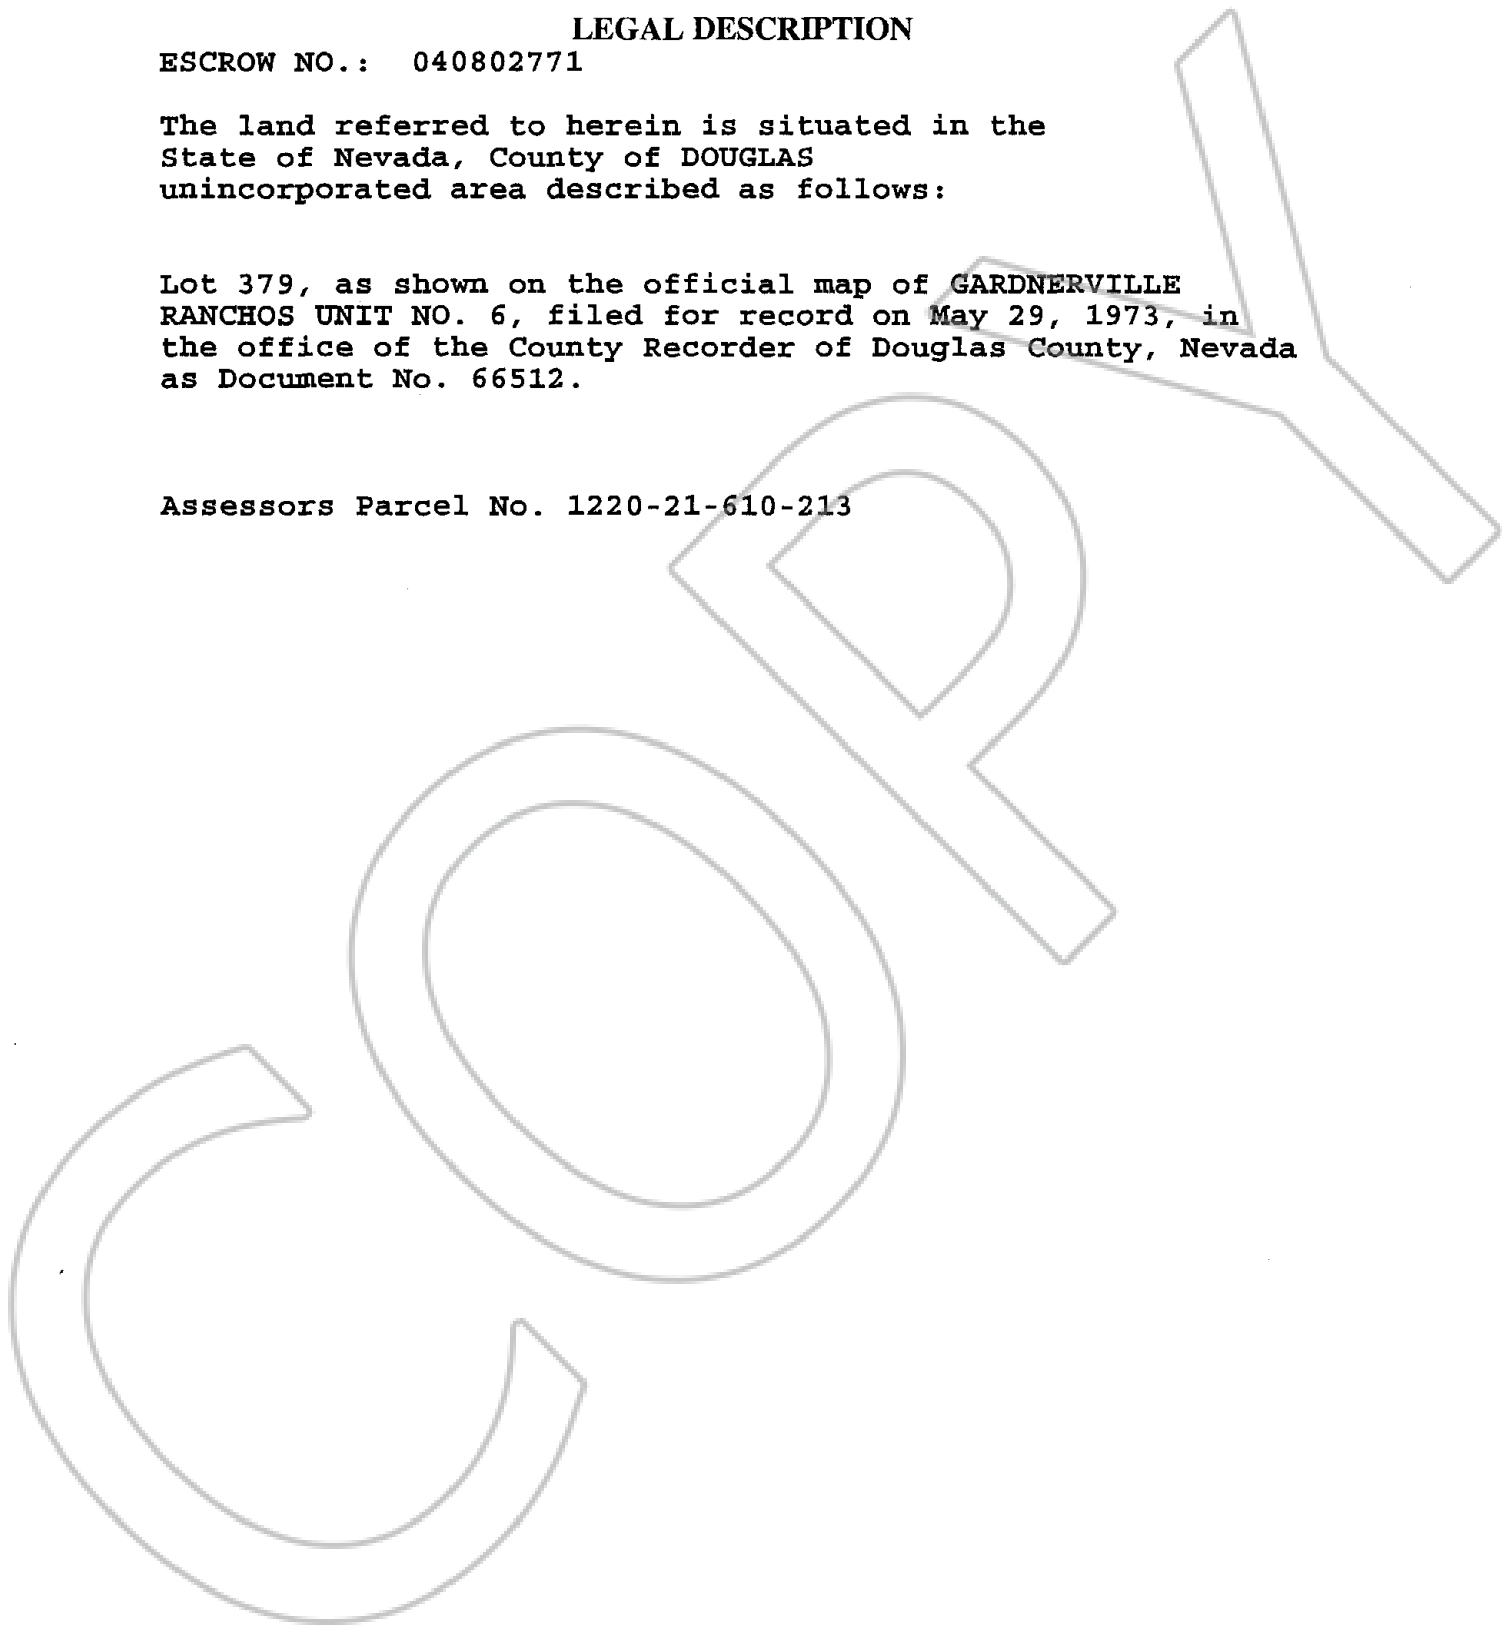 LEGAL DESCRIPTION
ESCROW NO.: 040802771
The land referred to herein is situated in the
State of Nevada, County of DOUGLAS
unincorporated area described as follows:
Lot 379, as shown on the official map of GARDNERVILLE
RANCHOS UNIT NO. 6, filed for record on May 29, 1973, in
the office of the County Recorder of Douglas County, Nevada
as Document No. 66512.
Assessors Parcel No. 1220-21-610-213
COPY